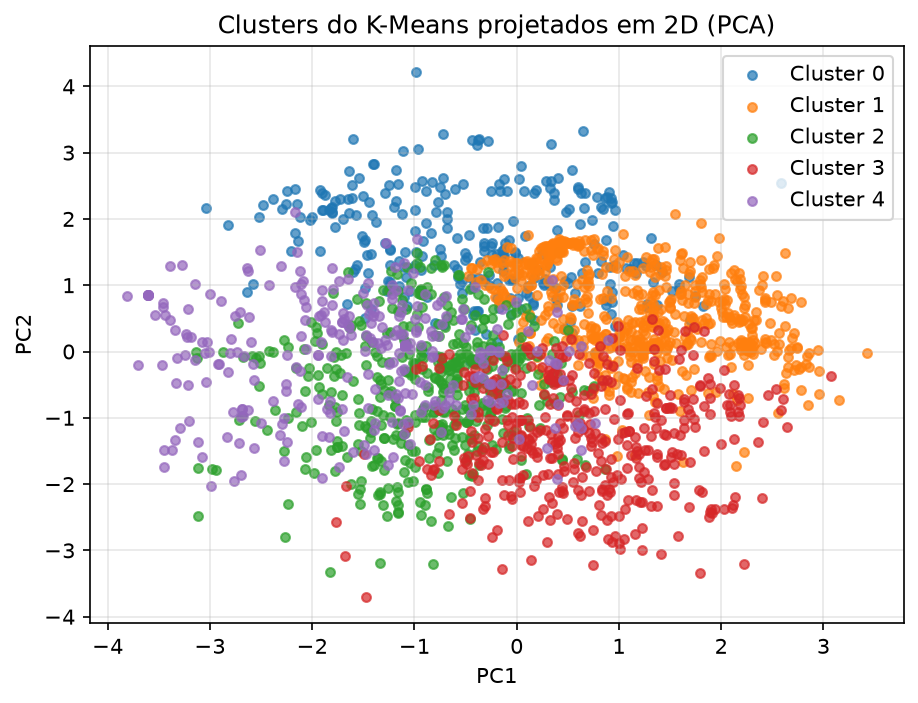 Clusters do K-Means projetados em 2D (PCA)
Cluster 0
Cluster 1
Cluster 2
Cluster 3
Cluster 4
4
3
2
1
0
−1
−2
−3
−4
PC2
−4 −3 −2 −1 0 1 2 3
PC1